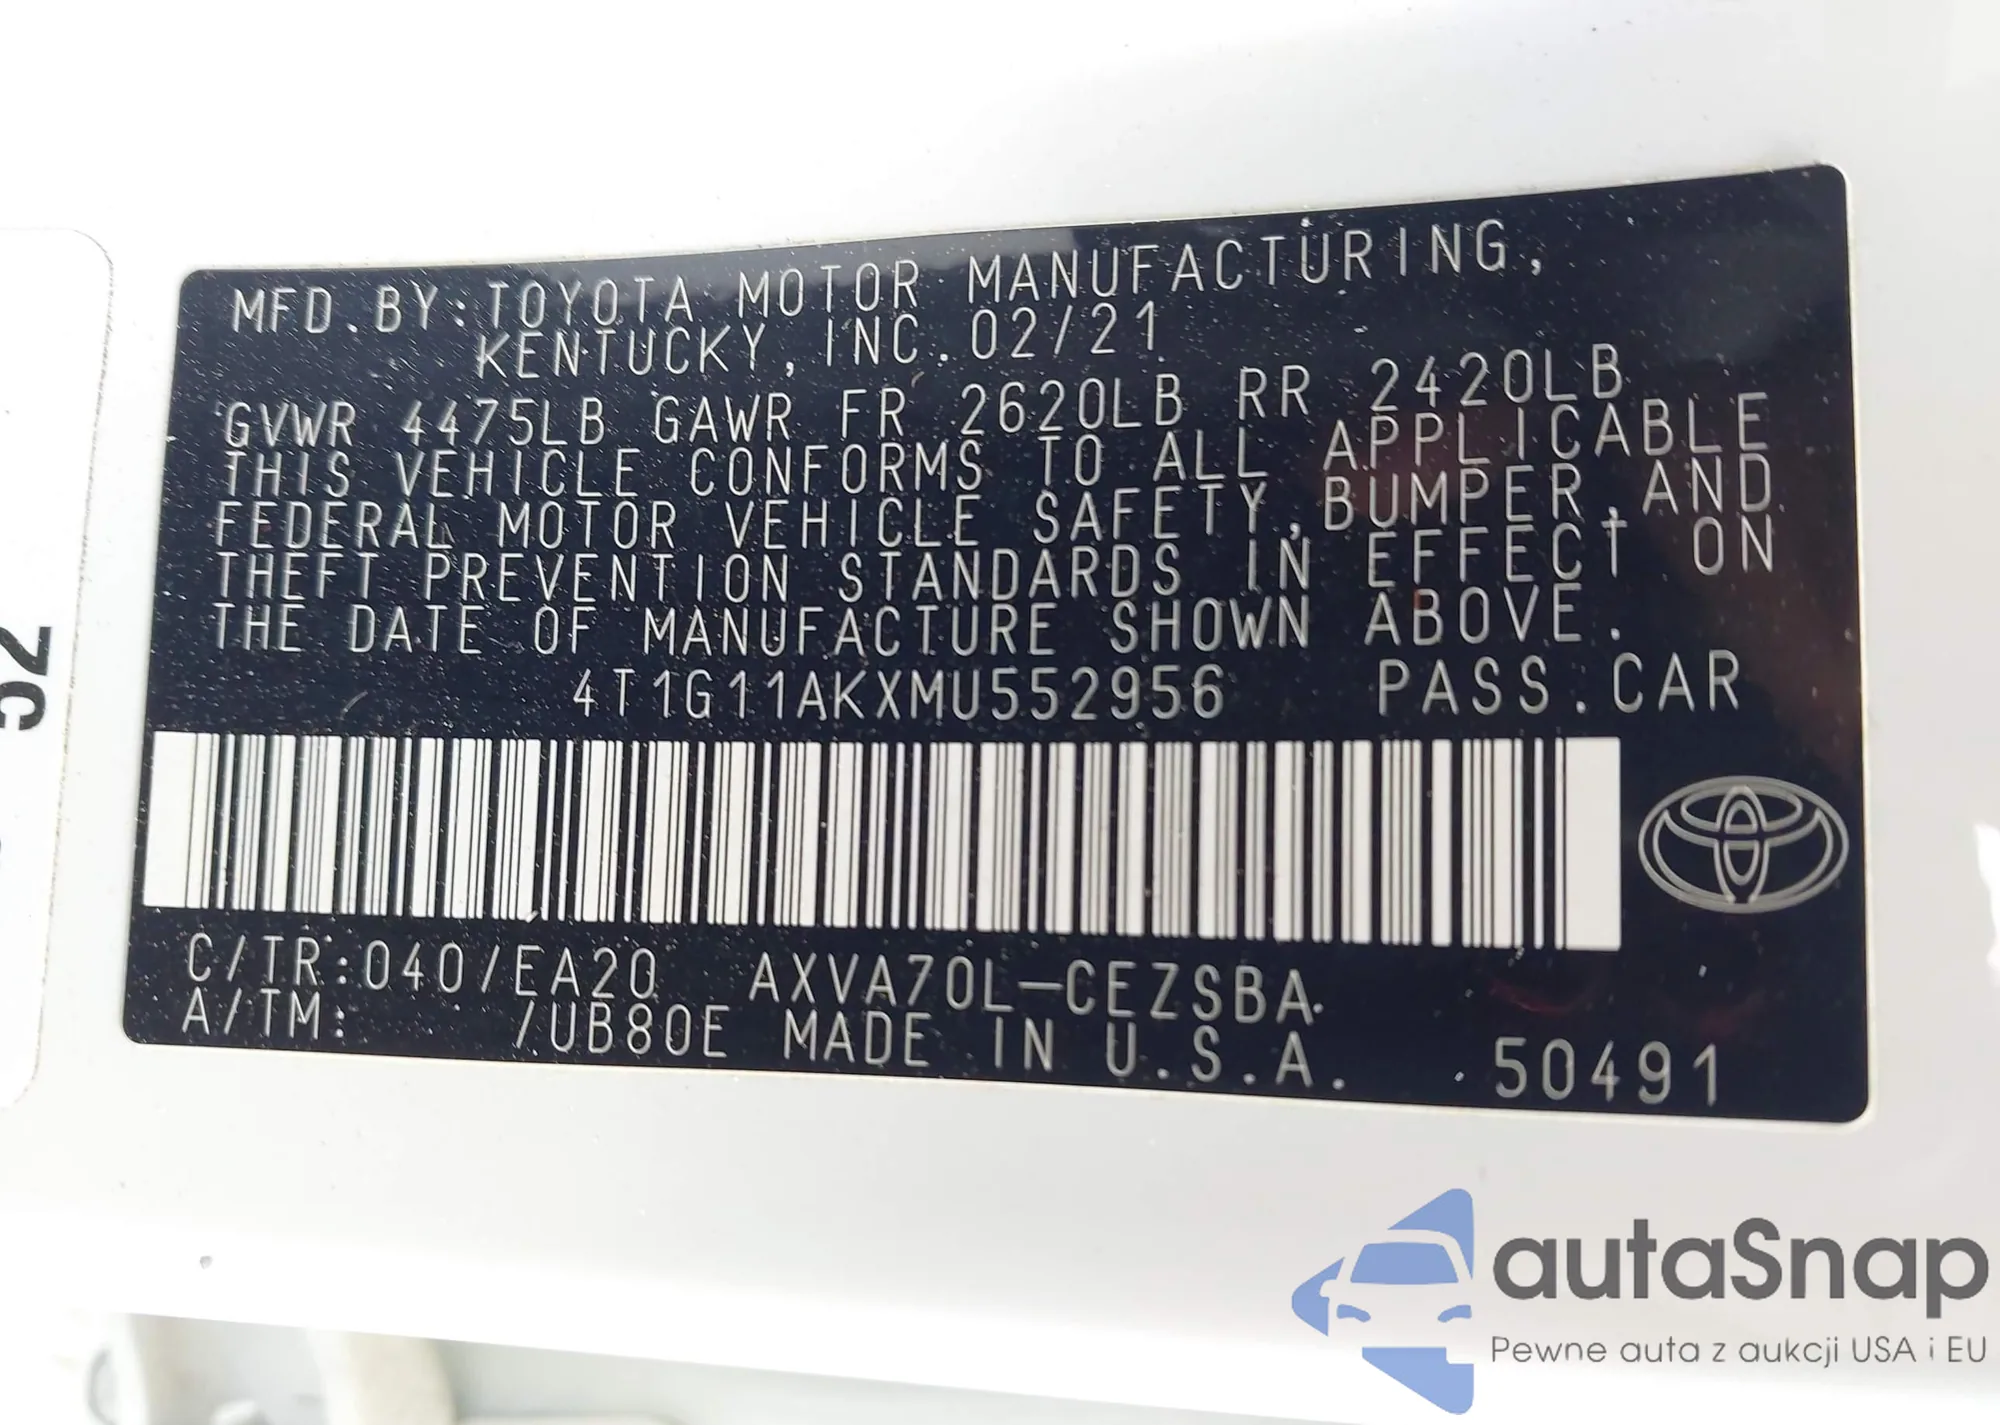 MFD.BY:TOYOTA MOTOR MANUFACTURING,
KENTUCKY, INC. 02/21
GVWR 4475LB GAWR FR 2620LB RR 2420LB
THIS VEHICLE CONFORMS TO ALL APPLICABLE
FEDERAL MOTOR VEHICLE SAFETY, BUMPER, AND
THEFT PREVENTION STANDARDS IN EFFECT ON
THE DATE OF MANUFACTURE SHOWN ABOVE.
4T1G11AKXMU552956 PASS.CAR
C/TR:040/EA20 AXVA70L-CEZSBA
A/TM: /UB80E MADE IN U.S.A. 50491
52
autaSnap
Pewne auta z aukcji USA i EU